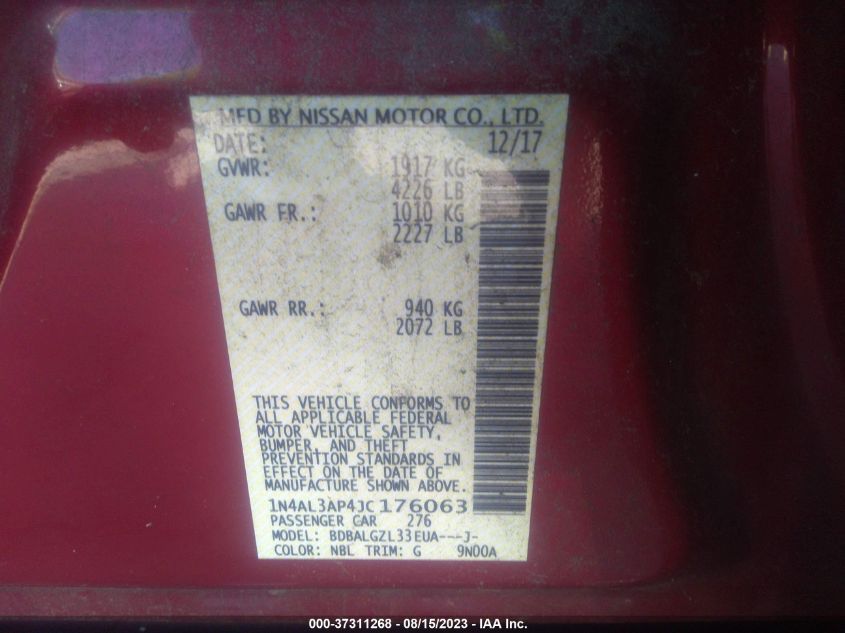 MFD BY NISSAN MOTOR CO., LTD.
DATE: 12/17
GVWR: 1917 KG
4226 LB
GAWR FR.: 1010 KG
2227 LB
GAWR RR.: 940 KG
2072 LB
THIS VEHICLE CONFORMS TO
ALL APPLICABLE FEDERAL
MOTOR VEHICLE SAFETY,
BUMPER, AND THEFT
PREVENTION STANDARDS IN
EFFECT ON THE DATE OF
MANUFACTURE SHOWN ABOVE.
1N4AL3AP4JC176063
PASSENGER CAR 276
MODEL: BDBALGZL33EUA---J-
COLOR: NBL TRIM: G 9N00A
000-37311268 - 08/15/2023 - IAA Inc.